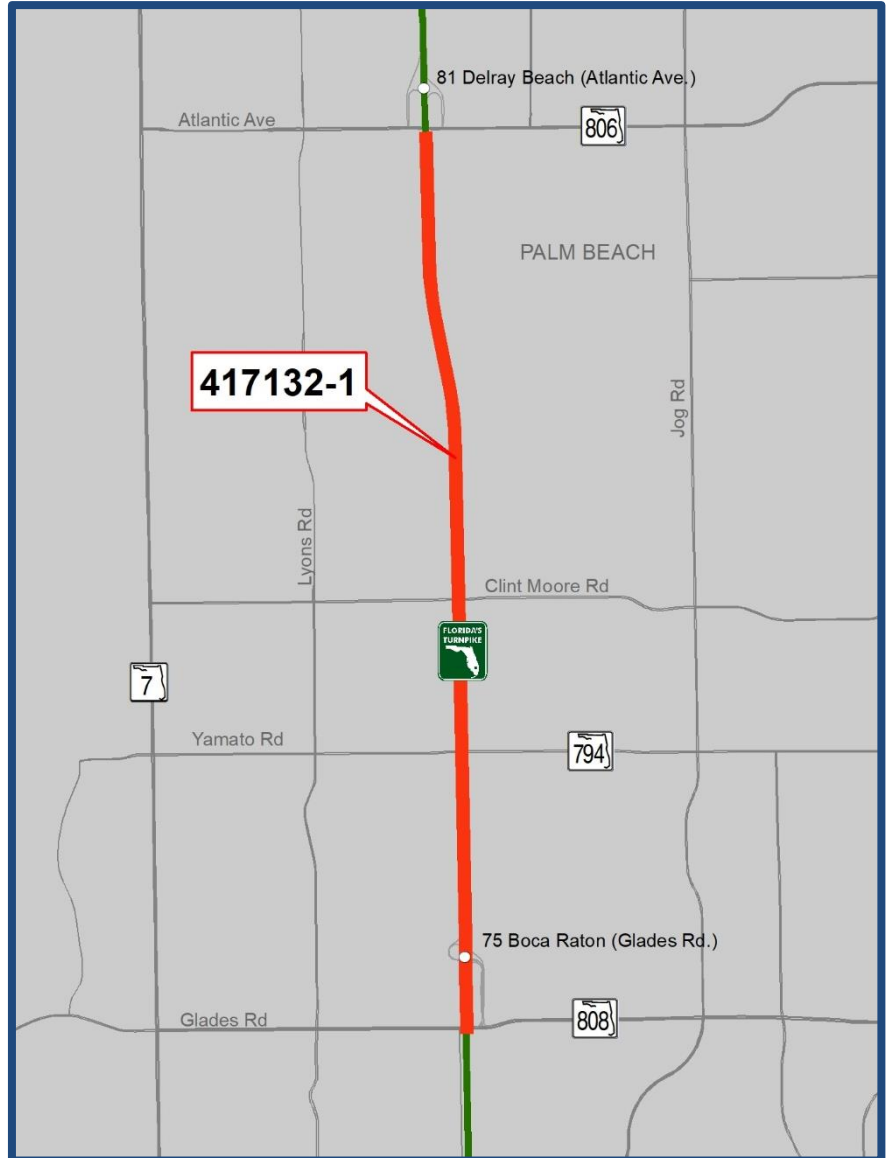 81 Delray Beach (Atlantic Ave.)
Atlantic Ave
806
PALM BEACH
417132-1
Jog Rd
Lyons Rd
Clint Moore Rd
FLORIDA'S
TURNPIKE
7
Yamato Rd
794
75 Boca Raton (Glades Rd.)
Glades Rd
808